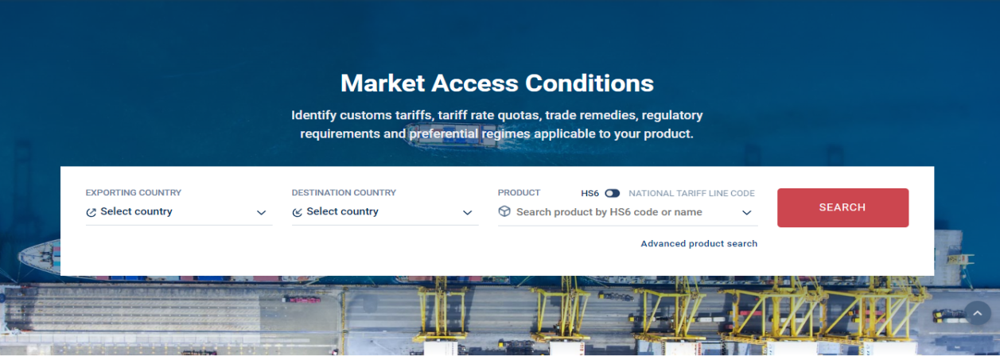 Market Access Conditions
Identify customs tariffs, tariff rate quotas, trade remedies, regulatory
requirements and preferential regimes applicable to your product.
EXPORTING COUNTRY
Select country
DESTINATION COUNTRY
Select country
PRODUCT
HS6
NATIONAL TARIFF LINE CODE
Search product by HS6 code or name
Advanced product search
SEARCH